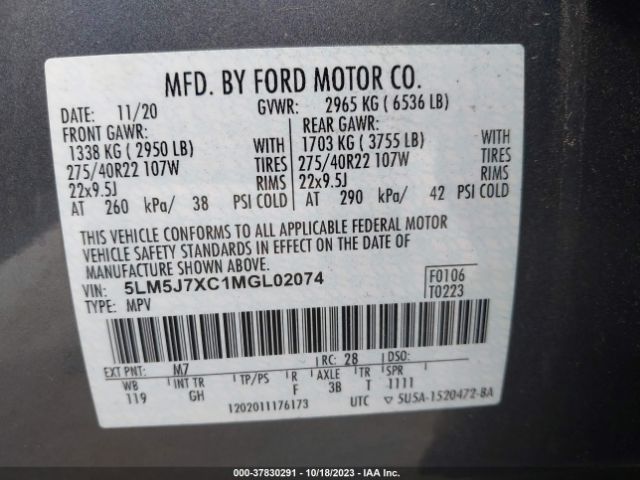 MFD. BY FORD MOTOR CO.
DATE: 11/20 GVWR: 2965 KG ( 6536 LB)
FRONT GAWR: REAR GAWR:
1338 KG ( 2950 LB) WITH 1703 KG ( 3755 LB) WITH
275/40R22 107W TIRES 275/40R22 107W TIRES
22x9.5J RIMS 22x9.5J RIMS
AT 260 kPa/ 38 PSI COLD AT 290 kPa/ 42 PSI COLD
THIS VEHICLE CONFORMS TO ALL APPLICABLE FEDERAL MOTOR
VEHICLE SAFETY STANDARDS IN EFFECT ON THE DATE OF
MANUFACTURE SHOWN ABOVE.
VIN: 5LM5J7XC1MGL02074 F0106
TYPE: MPV T0223
EXT PNT: M7 RC: 28 DSO:
WB INT TR TP/PS R AXLE TR SPR
119 GH F 3B T 1111
1202011176173 UTC ▽ 5U5A-1520472-BA
000-37830291 - 10/18/2023 - IAA Inc.